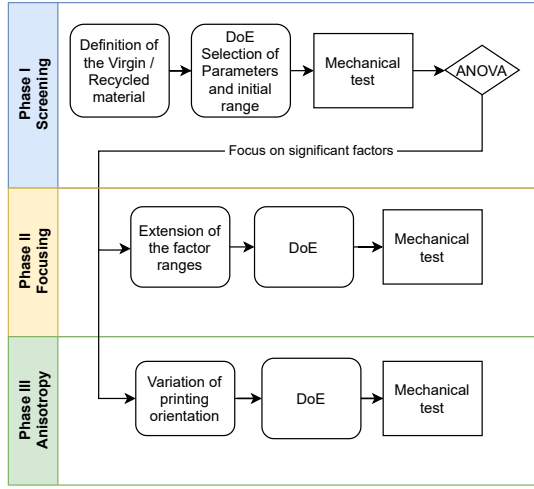 Phase I
Screening
Definition of
the Virgin /
Recycled
material
DoE
Selection of
Parameters
and initial
range
Mechanical
test
ANOVA
Focus on significant factors
Phase II
Focusing
Extension of
the factor
ranges
DoE
Mechanical
test
Phase III
Anisotropy
Variation of
printing
orientation
DoE
Mechanical
test